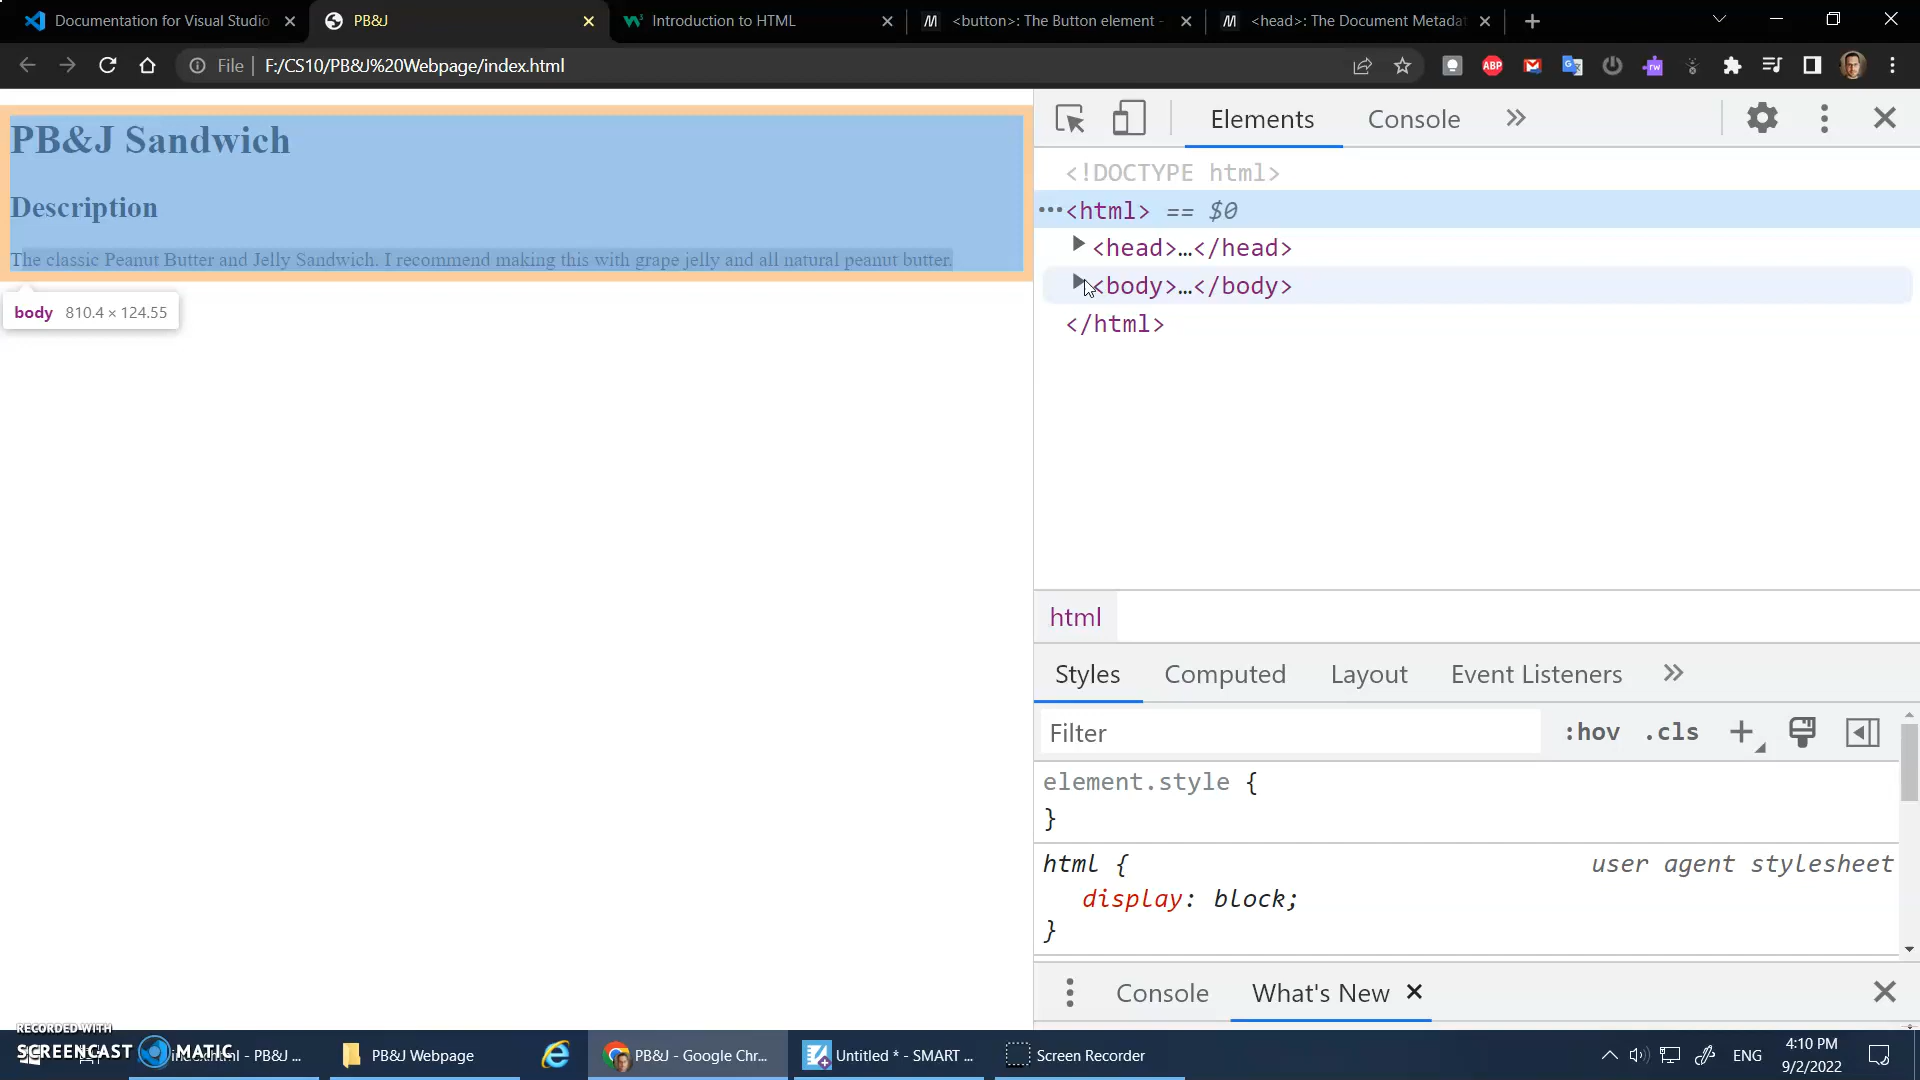 Documentation for Visual Studio
PB&J
Introduction to HTML
<button>: The Button element -
<head>: The Document Metadat
File
F:/CS10/PB&J%20Webpage/index.html
ABP
rw
PB&J Sandwich
Description
The classic Peanut Butter and Jelly Sandwich. I recommend making this with grape jelly and all natural peanut butter.
body 810.4 × 124.55
Elements
Console
<!DOCTYPE html>
<html> == $0
<head>…</head>
<body>…</body>
</html>
html
Styles
Computed
Layout
Event Listeners
Filter
:hov .cls
element.style {
}
html {
user agent stylesheet
display: block;
}
Console
What's New
RECORDED WITH
SCREENCAST MATIC
index.html - PB&J ...
PB&J Webpage
PB&J - Google Chr...
Untitled * - SMART ...
Screen Recorder
ENG
4:10 PM
9/2/2022